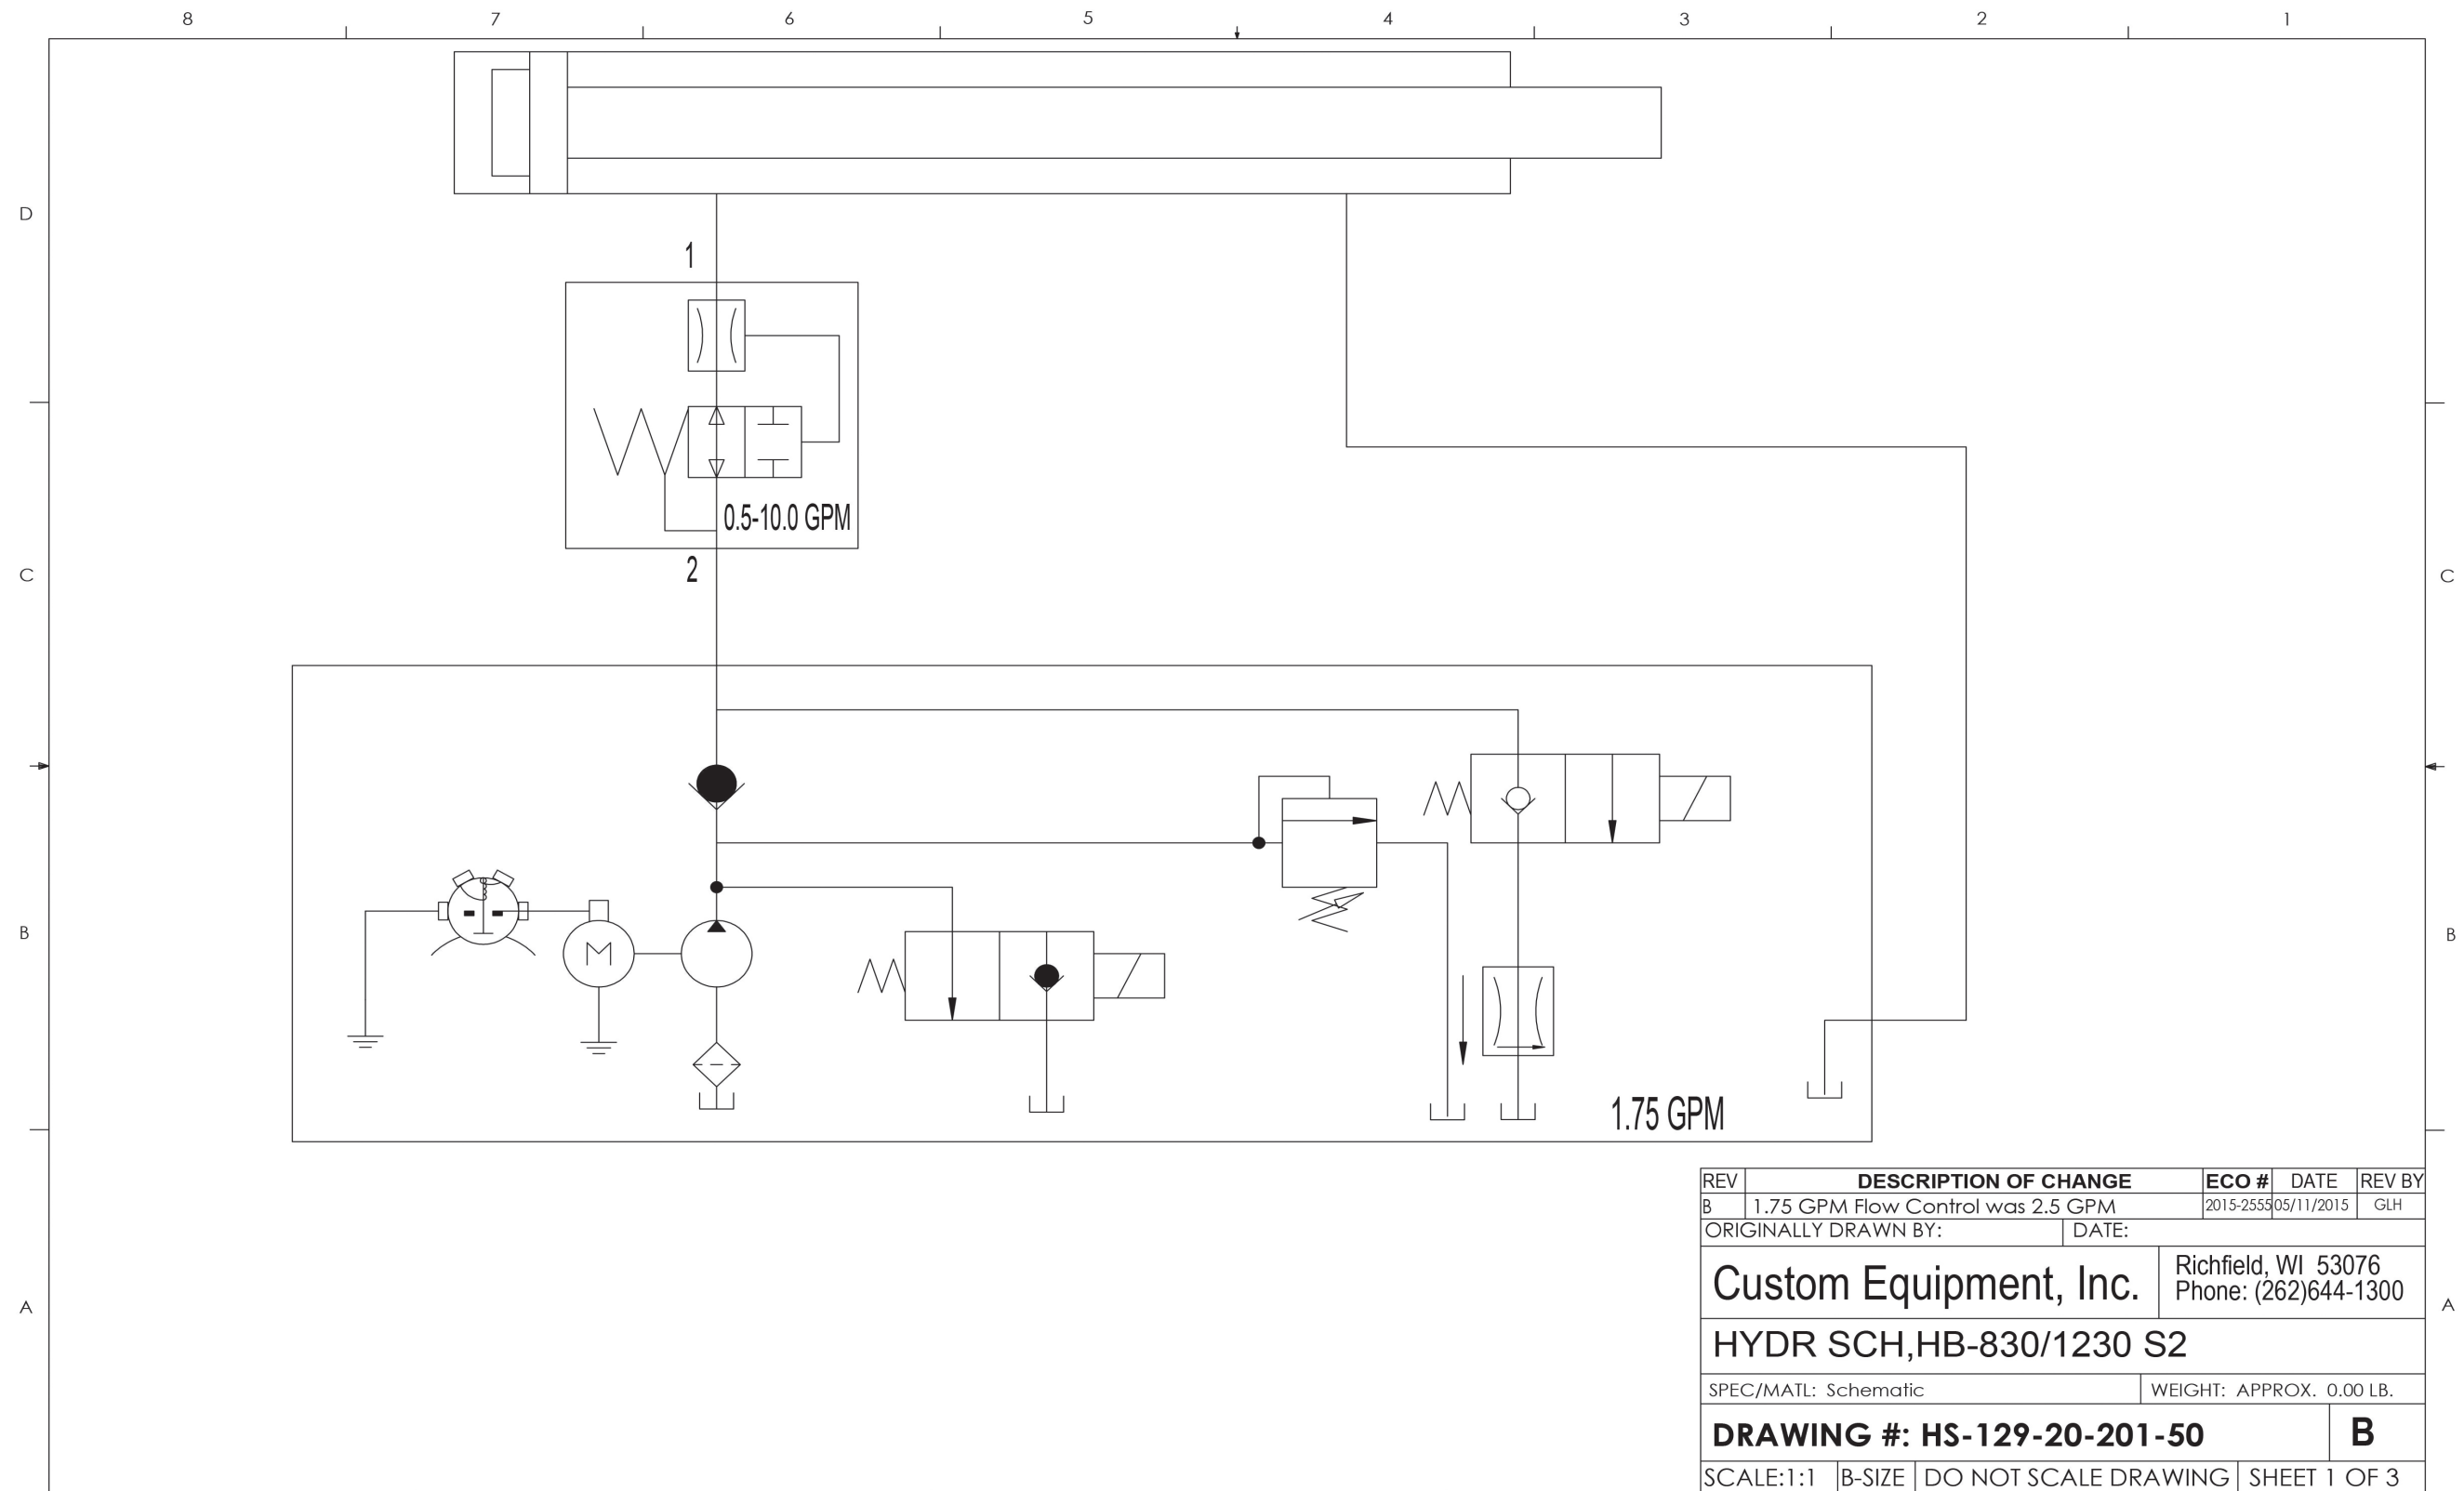 8 7 6 5 4 3 2 1
D
1
0.5-10.0 GPM
2
C C
B M B
1.75 GPM
REV DESCRIPTION OF CHANGE ECO # DATE REV BY
B 1.75 GPM Flow Control was 2.5 GPM 2015-2555 05/11/2015 GLH
ORIGINALLY DRAWN BY: DATE:
Custom Equipment, Inc. Richfield, WI 53076
Phone: (262)644-1300
A A
HYDR SCH,HB-830/1230 S2
SPEC/MATL: Schematic WEIGHT: APPROX. 0.00 LB.
DRAWING #: HS-129-20-201-50 B
SCALE:1:1 B-SIZE DO NOT SCALE DRAWING SHEET 1 OF 3